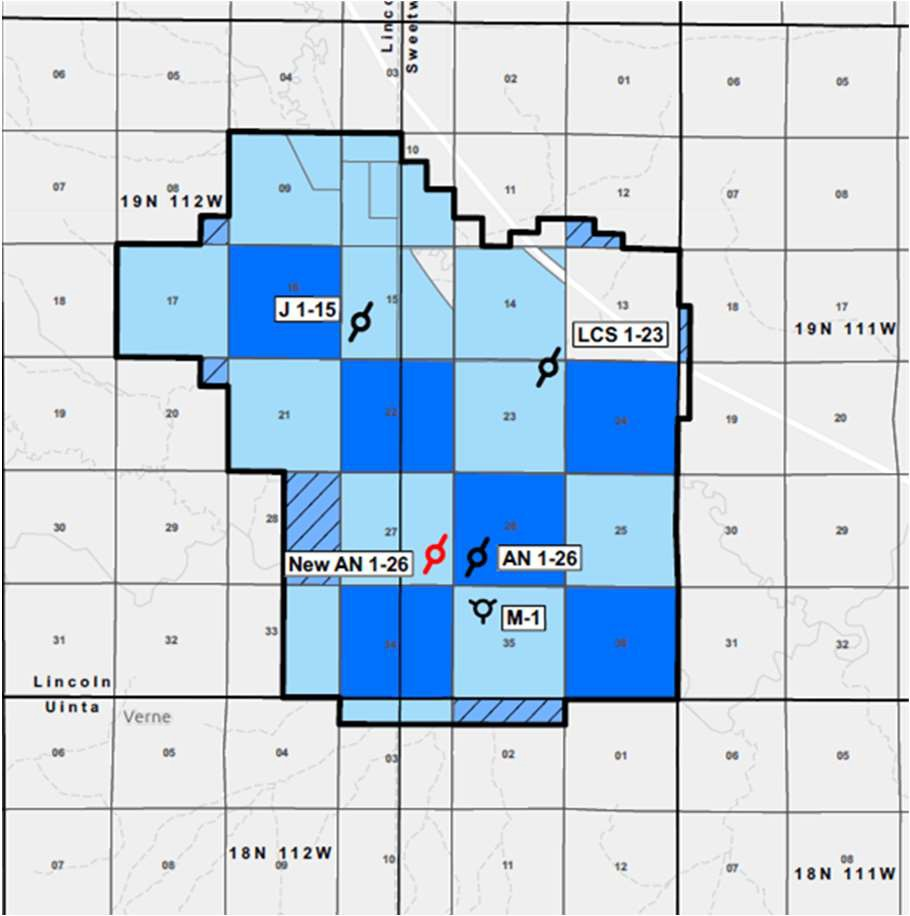 Linco
Sweetw
06 05 04 03 02 01 06 05
07 08 09 10 11 12 07 08
19N 112W
18 17 16 15 14 13 18 17
J 1-15
LCS 1-23
19N 111W
19 20 21 22 23 24 19 20
30 29 28 27 26 25 30 29
New AN 1-26
AN 1-26
31 32 33 34 35 36 31 32
M-1
Lincoln
Uinta
Verne
06 05 04 03 02 01 06 05
07 08 09 10 11 12 07 08
18N 112W
18N 111W